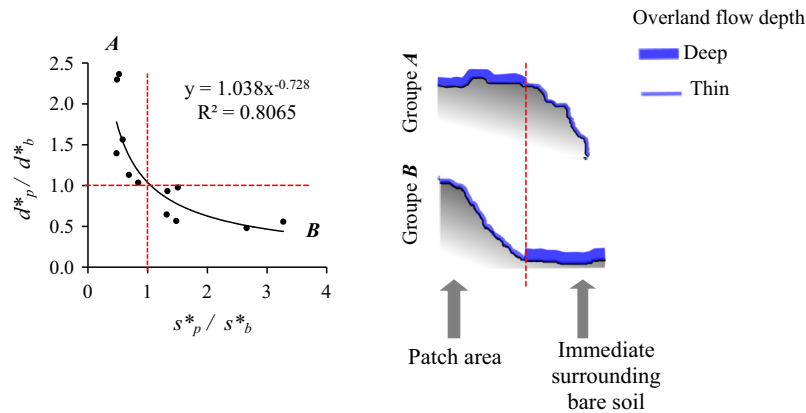 A
2.5
2.0
1.5
1.0
0.5
0.0
d*p / d*b
y = 1.038x^-0.728
R² = 0.8065
B
0
1
2
3
4
s*p / s*b
Overland flow depth
Deep
Thin
Groupe A
Groupe B
Patch area
Immediate
surrounding
bare soil